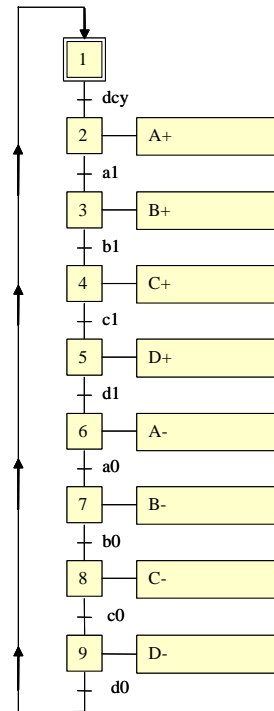 1
dcy
2 A+
a1
3 B+
b1
4 C+
c1
5 D+
d1
6 A-
a0
7 B-
b0
8 C-
c0
9 D-
d0